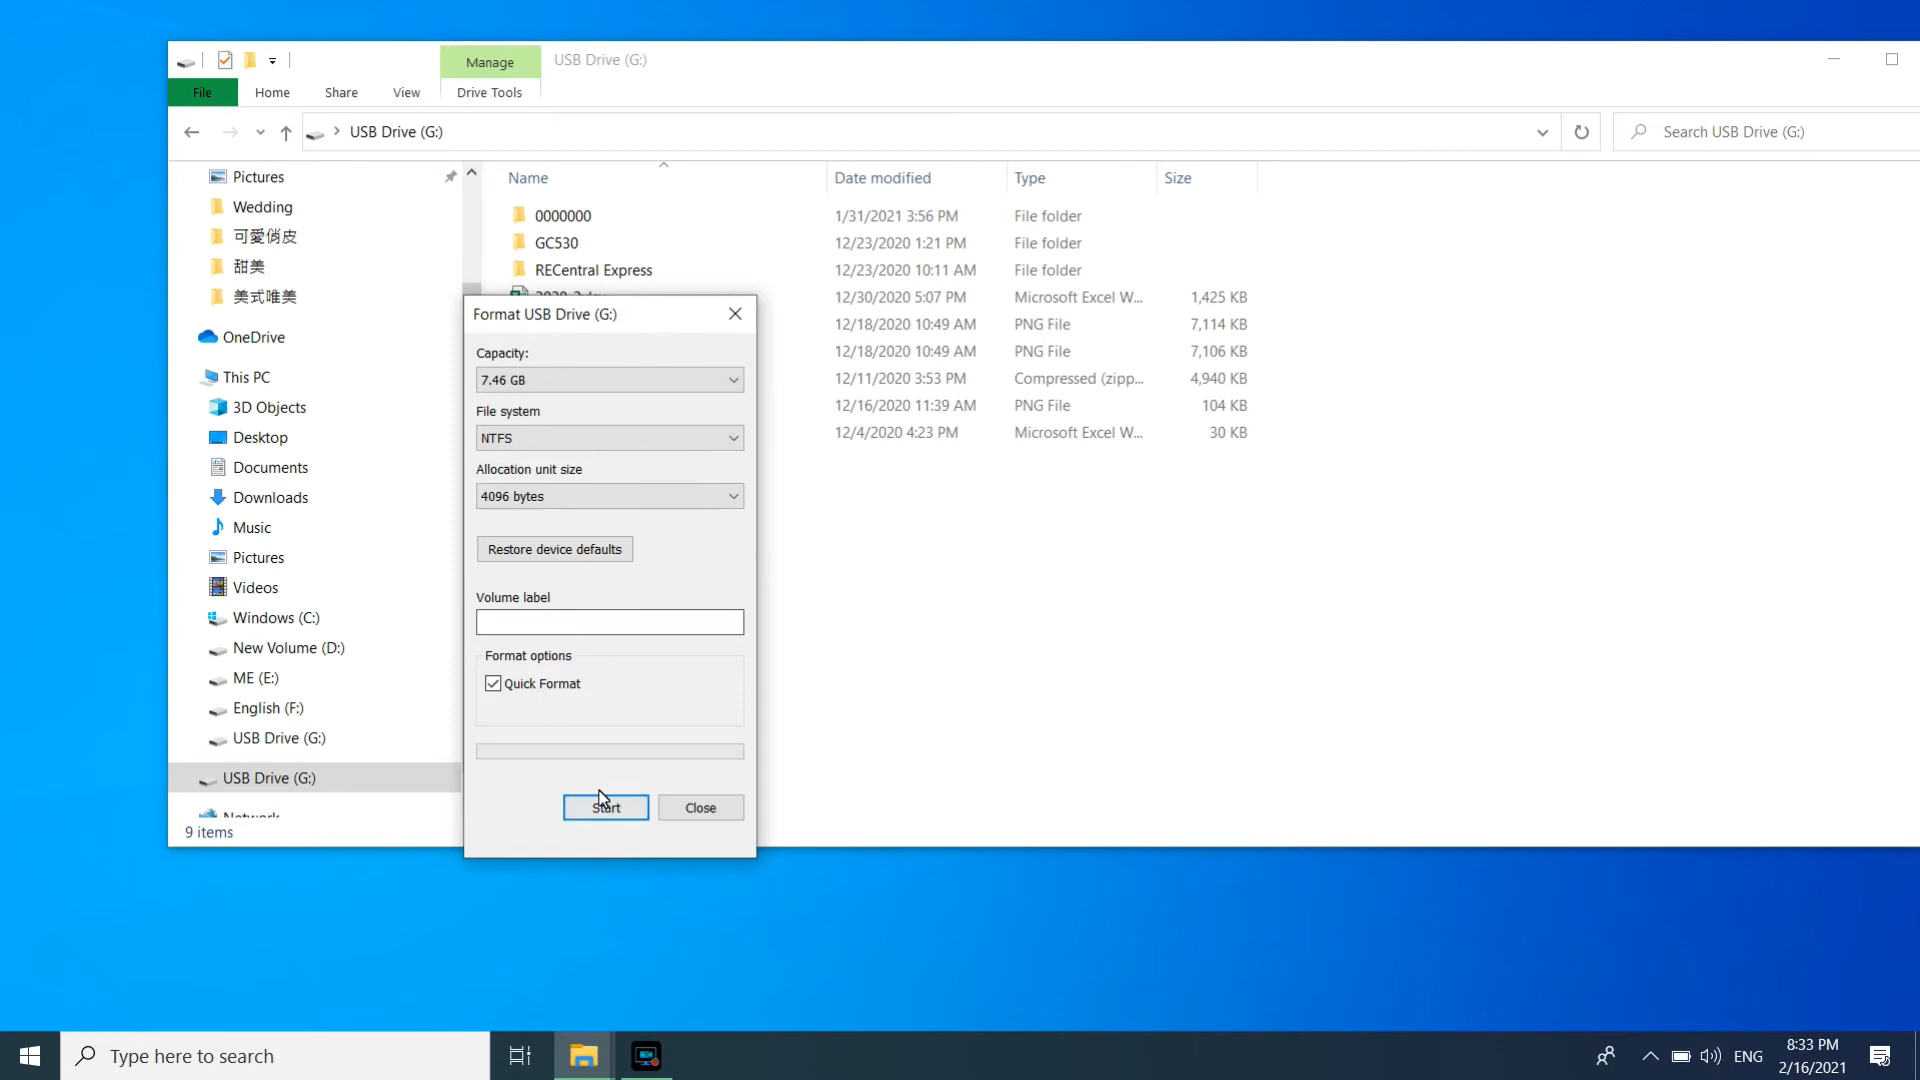 Manage
USB Drive (G:)
File
Home
Share
View
Drive Tools
USB Drive (G:)
Search USB Drive (G:)
Pictures
Wedding
可愛俏皮
甜美
美式唯美
OneDrive
This PC
3D Objects
Desktop
Documents
Downloads
Music
Pictures
Videos
Windows (C:)
New Volume (D:)
ME (E:)
English (F:)
USB Drive (G:)
USB Drive (G:)
9 items
Name Date modified Type Size
0000000 1/31/2021 3:56 PM File folder
GC530 12/23/2020 1:21 PM File folder
RECentral Express 12/23/2020 10:11 AM File folder
12/30/2020 5:07 PM Microsoft Excel W... 1,425 KB
12/18/2020 10:49 AM PNG File 7,114 KB
12/18/2020 10:49 AM PNG File 7,106 KB
12/11/2020 3:53 PM Compressed (zipp... 4,940 KB
12/16/2020 11:39 AM PNG File 104 KB
12/4/2020 4:23 PM Microsoft Excel W... 30 KB
Format USB Drive (G:)
Capacity:
7.46 GB
File system
NTFS
Allocation unit size
4096 bytes
Restore device defaults
Volume label
Format options
Quick Format
Start
Close
Type here to search
ENG
8:33 PM
2/16/2021